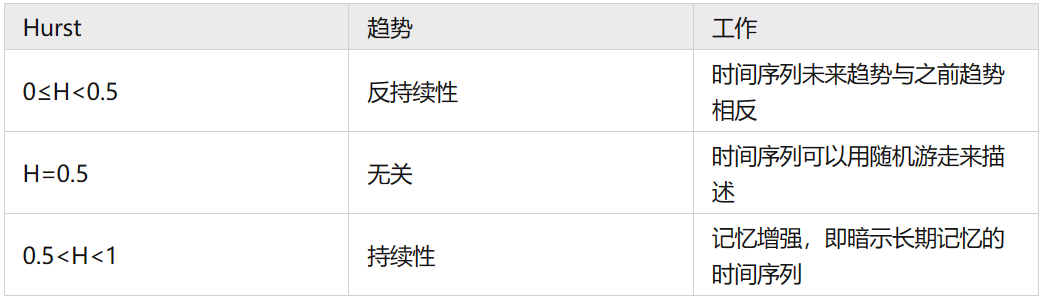 Hurst 趋势 工作
0≤H<0.5 反持续性 时间序列未来趋势与之前趋势
相反
H=0.5 无关 时间序列可以用随机游走来描
述
0.5<H<1 持续性 记忆增强，即暗示长期记忆的
时间序列